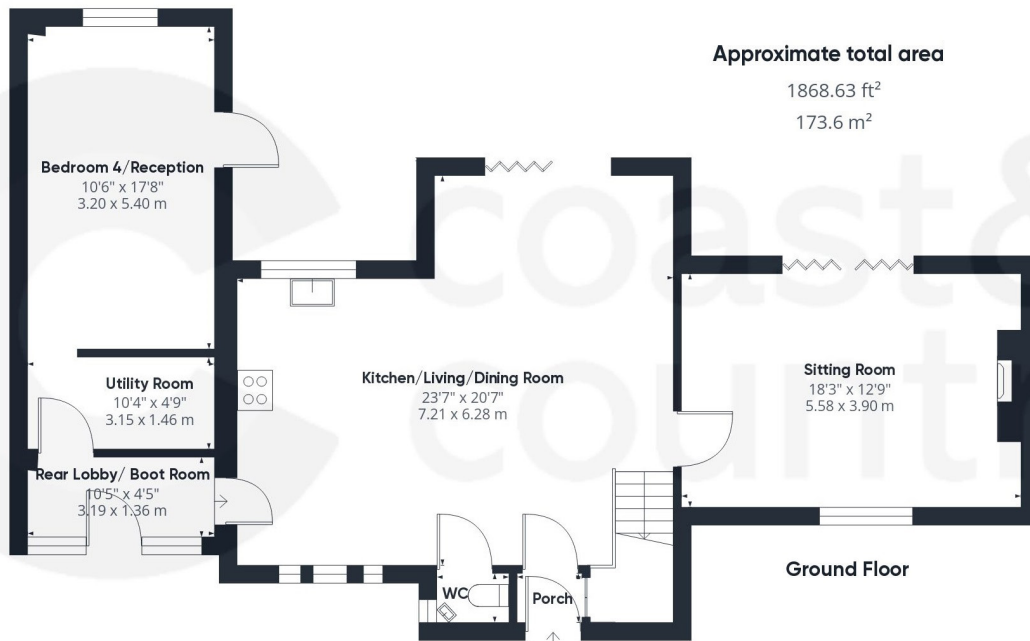 Approximate total area
1868.63 ft²
173.6 m²
Bedroom 4/Reception
10'6" x 17'8"
3.20 x 5.40 m
Utility Room
10'4" x 4'9"
3.15 x 1.46 m
Rear Lobby/ Boot Room
10'5" x 4'5"
3.19 x 1.36 m
Kitchen/Living/Dining Room
23'7" x 20'7"
7.21 x 6.28 m
Sitting Room
18'3" x 12'9"
5.58 x 3.90 m
WC
Porch
Ground Floor
coast&
count